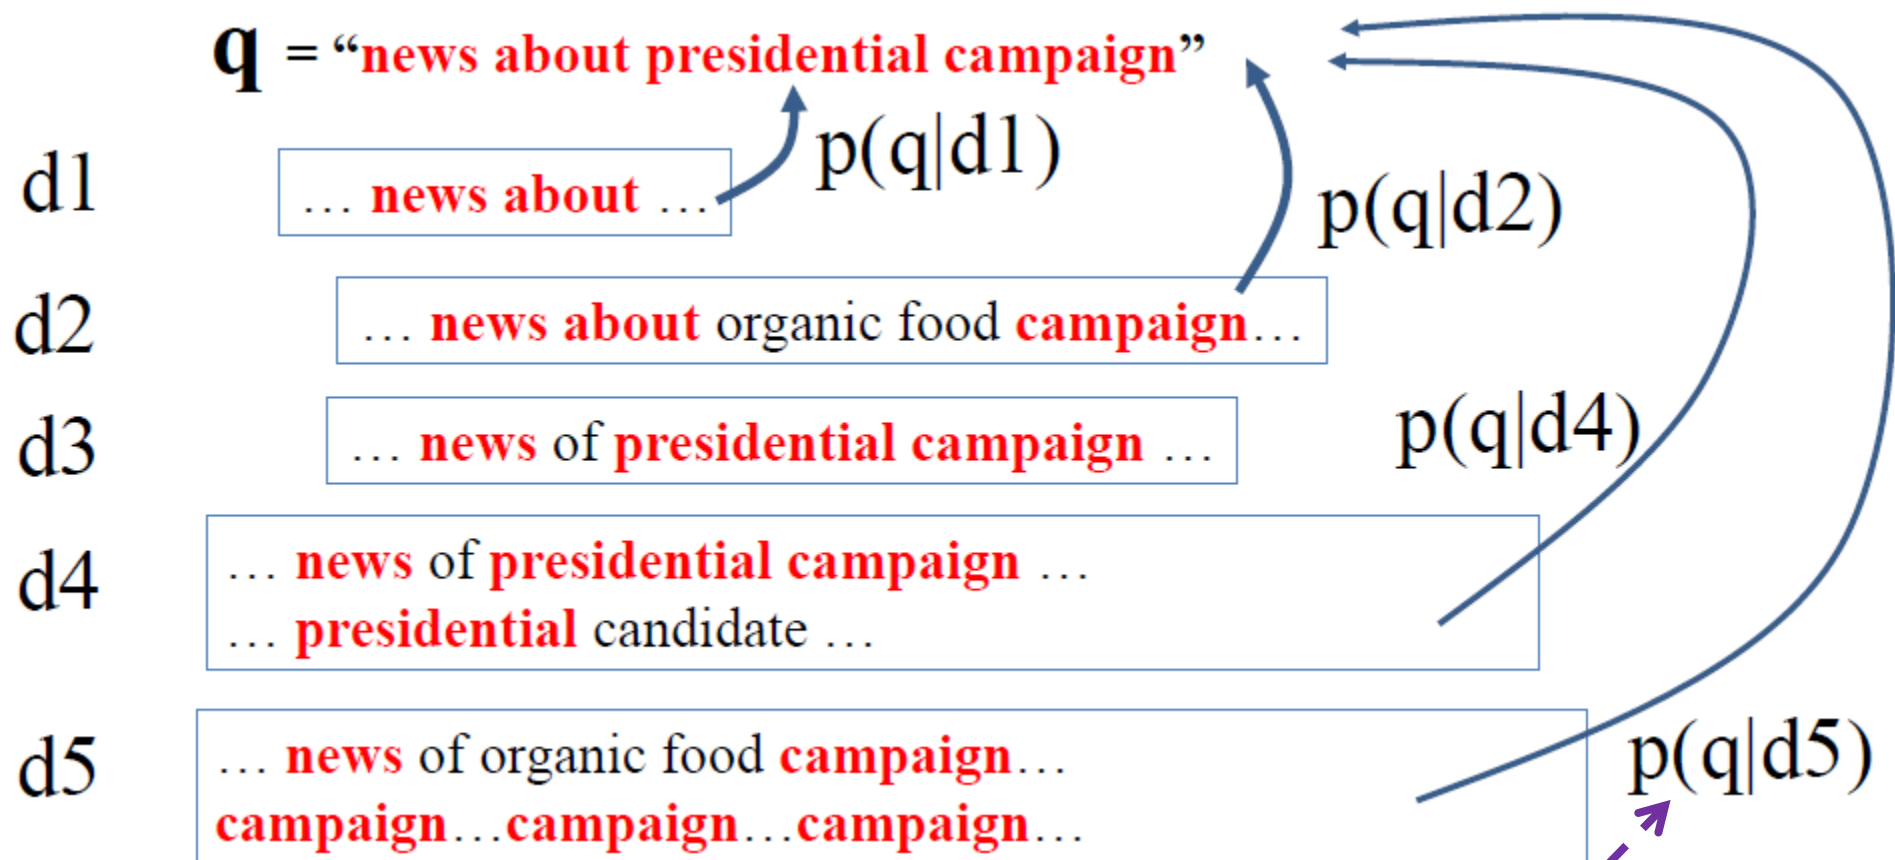 q = “news about presidential campaign”
p(q|d1)
d1 … news about …
p(q|d2)
d2 … news about organic food campaign…
d3 … news of presidential campaign …
p(q|d4)
d4 … news of presidential campaign …
… presidential candidate …
d5 … news of organic food campaign…
p(q|d5)
campaign…campaign…campaign…